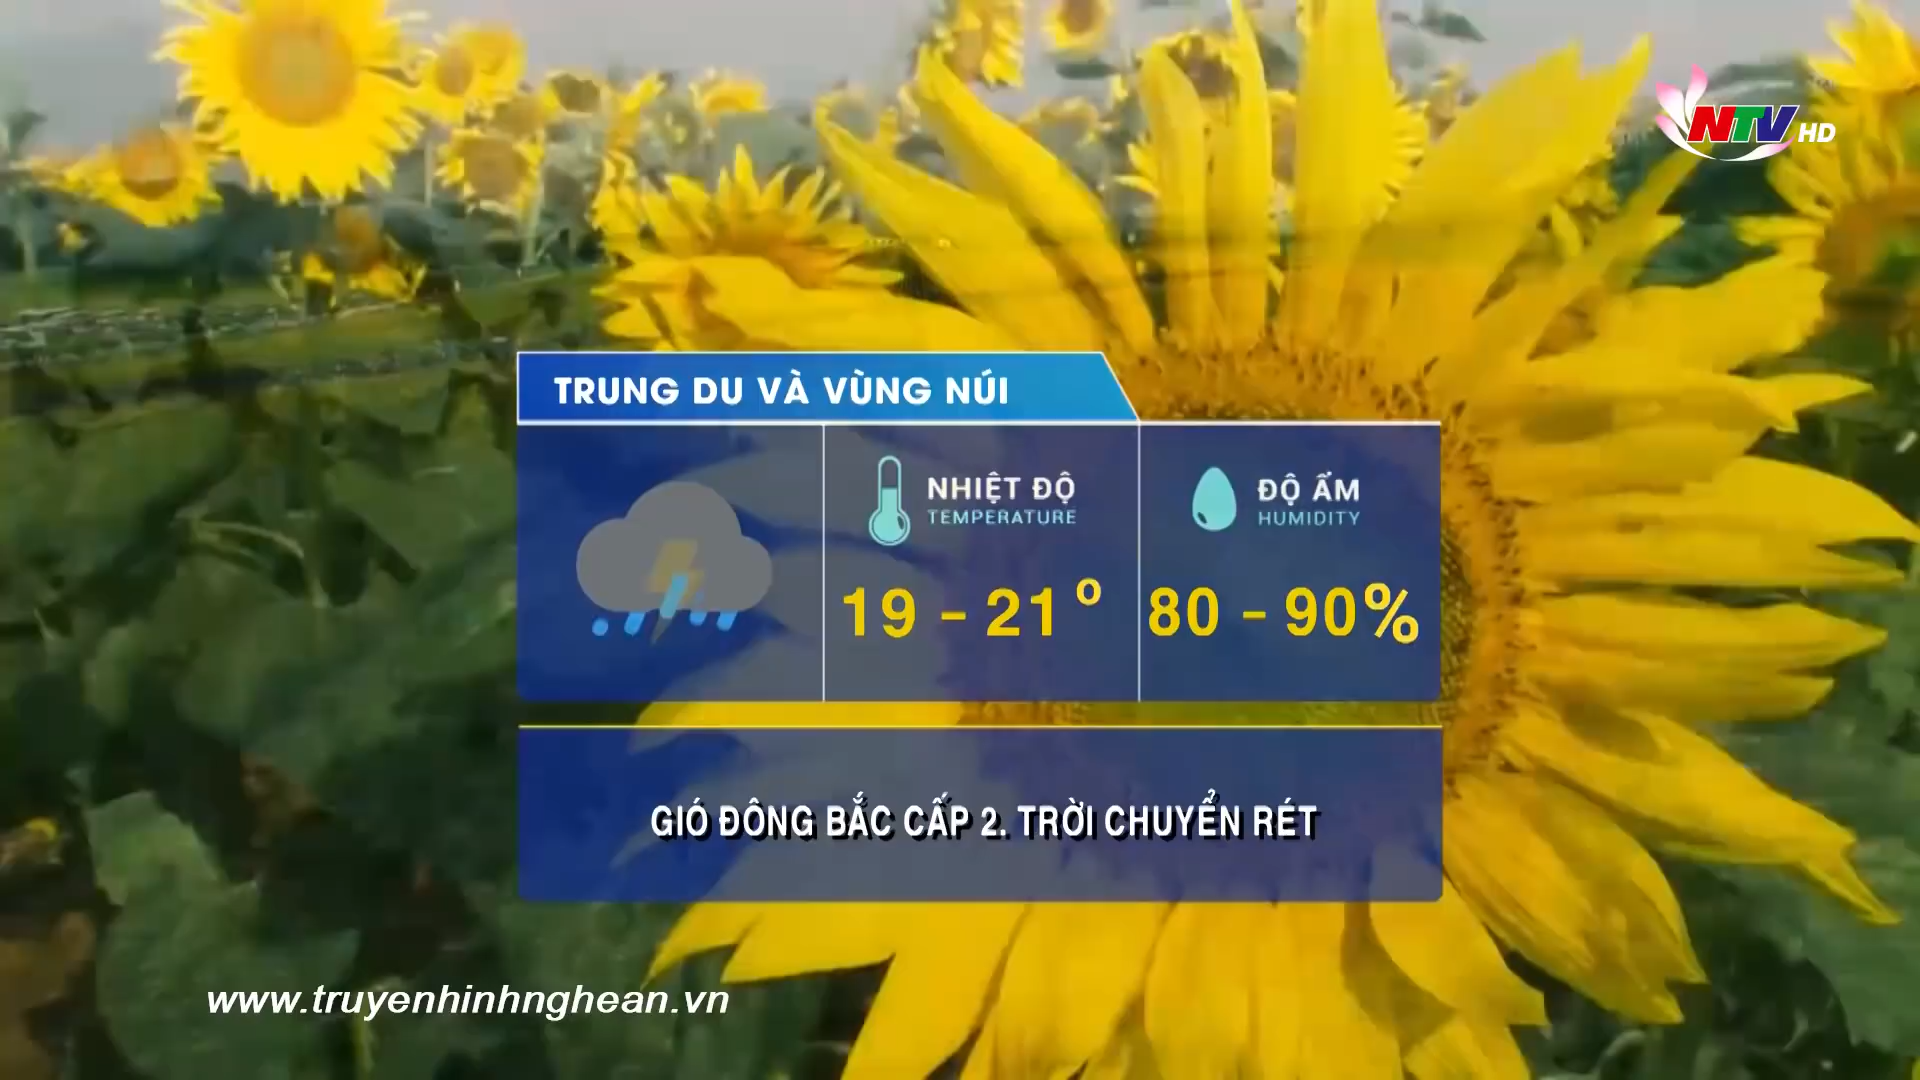 NTV HD
TRUNG DU VÀ VÙNG NÚI
NHIỆT ĐỘ
TEMPERATURE
19 - 21°
ĐỘ ẨM
HUMIDITY
80 - 90%
GIÓ ĐÔNG BẮC CẤP 2. TRỜI CHUYỂN RÉT
www.truyenhinhnghean.vn